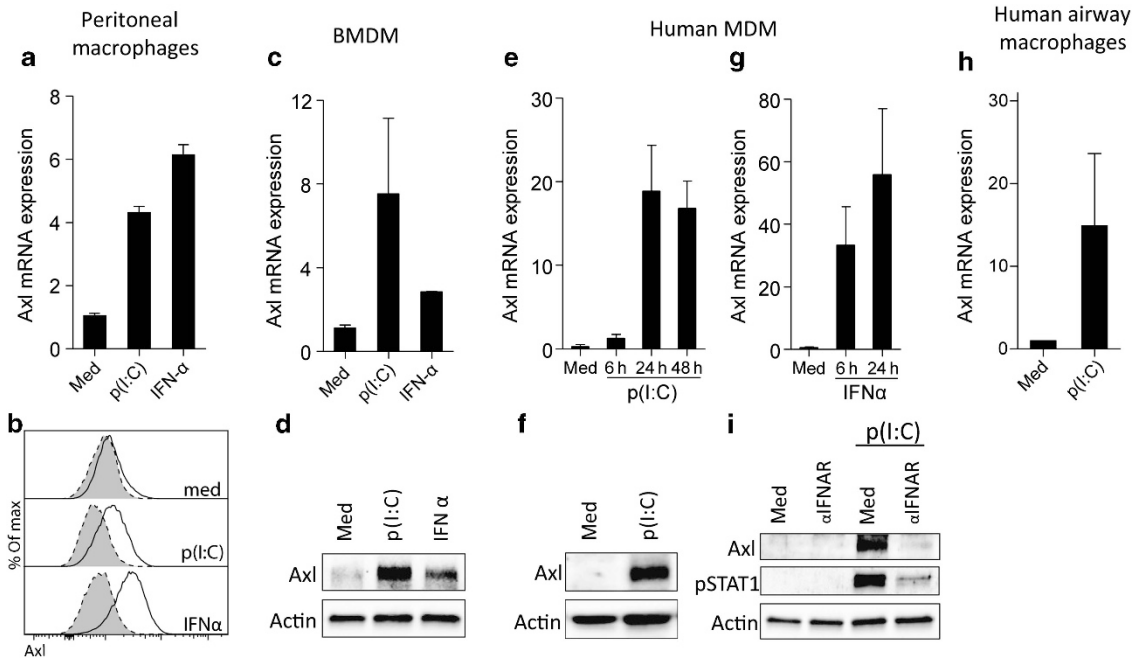 Peritoneal
macrophages
BMDM
Human MDM
Human airway
macrophages
a
Axl mRNA expression
8
6
4
2
0
Med
p(I:C)
IFN-α
c
Axl mRNA expression
12
9
6
3
0
Med
p(I:C)
IFN-α
e
Axl mRNA expression
30
20
10
0
Med 6 h 24 h 48 h
p(I:C)
g
Axl mRNA expression
80
60
40
20
0
Med 6 h 24 h
IFNα
h
Axl mRNA expression
30
20
10
0
Med
p(I:C)
b
% Of max
med
p(I:C)
IFNα
Axl
d
Med
p(I:C)
IFN α
Axl
Actin
f
Med
p(I:C)
Axl
Actin
i
p(I:C)
Med
αIFNAR
Med
αIFNAR
Axl
pSTAT1
Actin